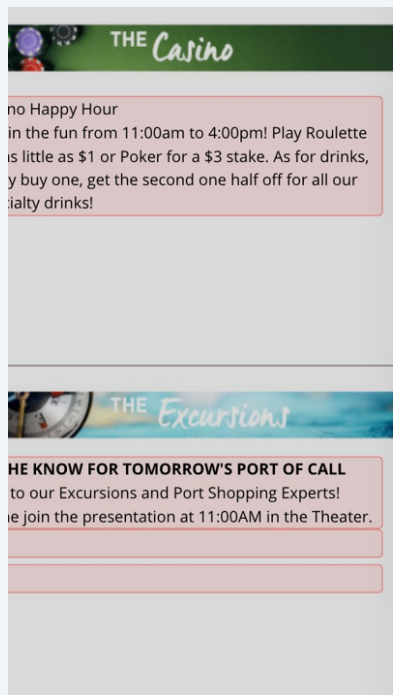 THE Casino
no Happy Hour
in the fun from 11:00am to 4:00pm! Play Roulette
as little as $1 or Poker for a $3 stake. As for drinks,
y buy one, get the second one half off for all our
cialty drinks!
THE Excursions
HE KNOW FOR TOMORROW'S PORT OF CALL
to our Excursions and Port Shopping Experts!
me join the presentation at 11:00AM in the Theater.